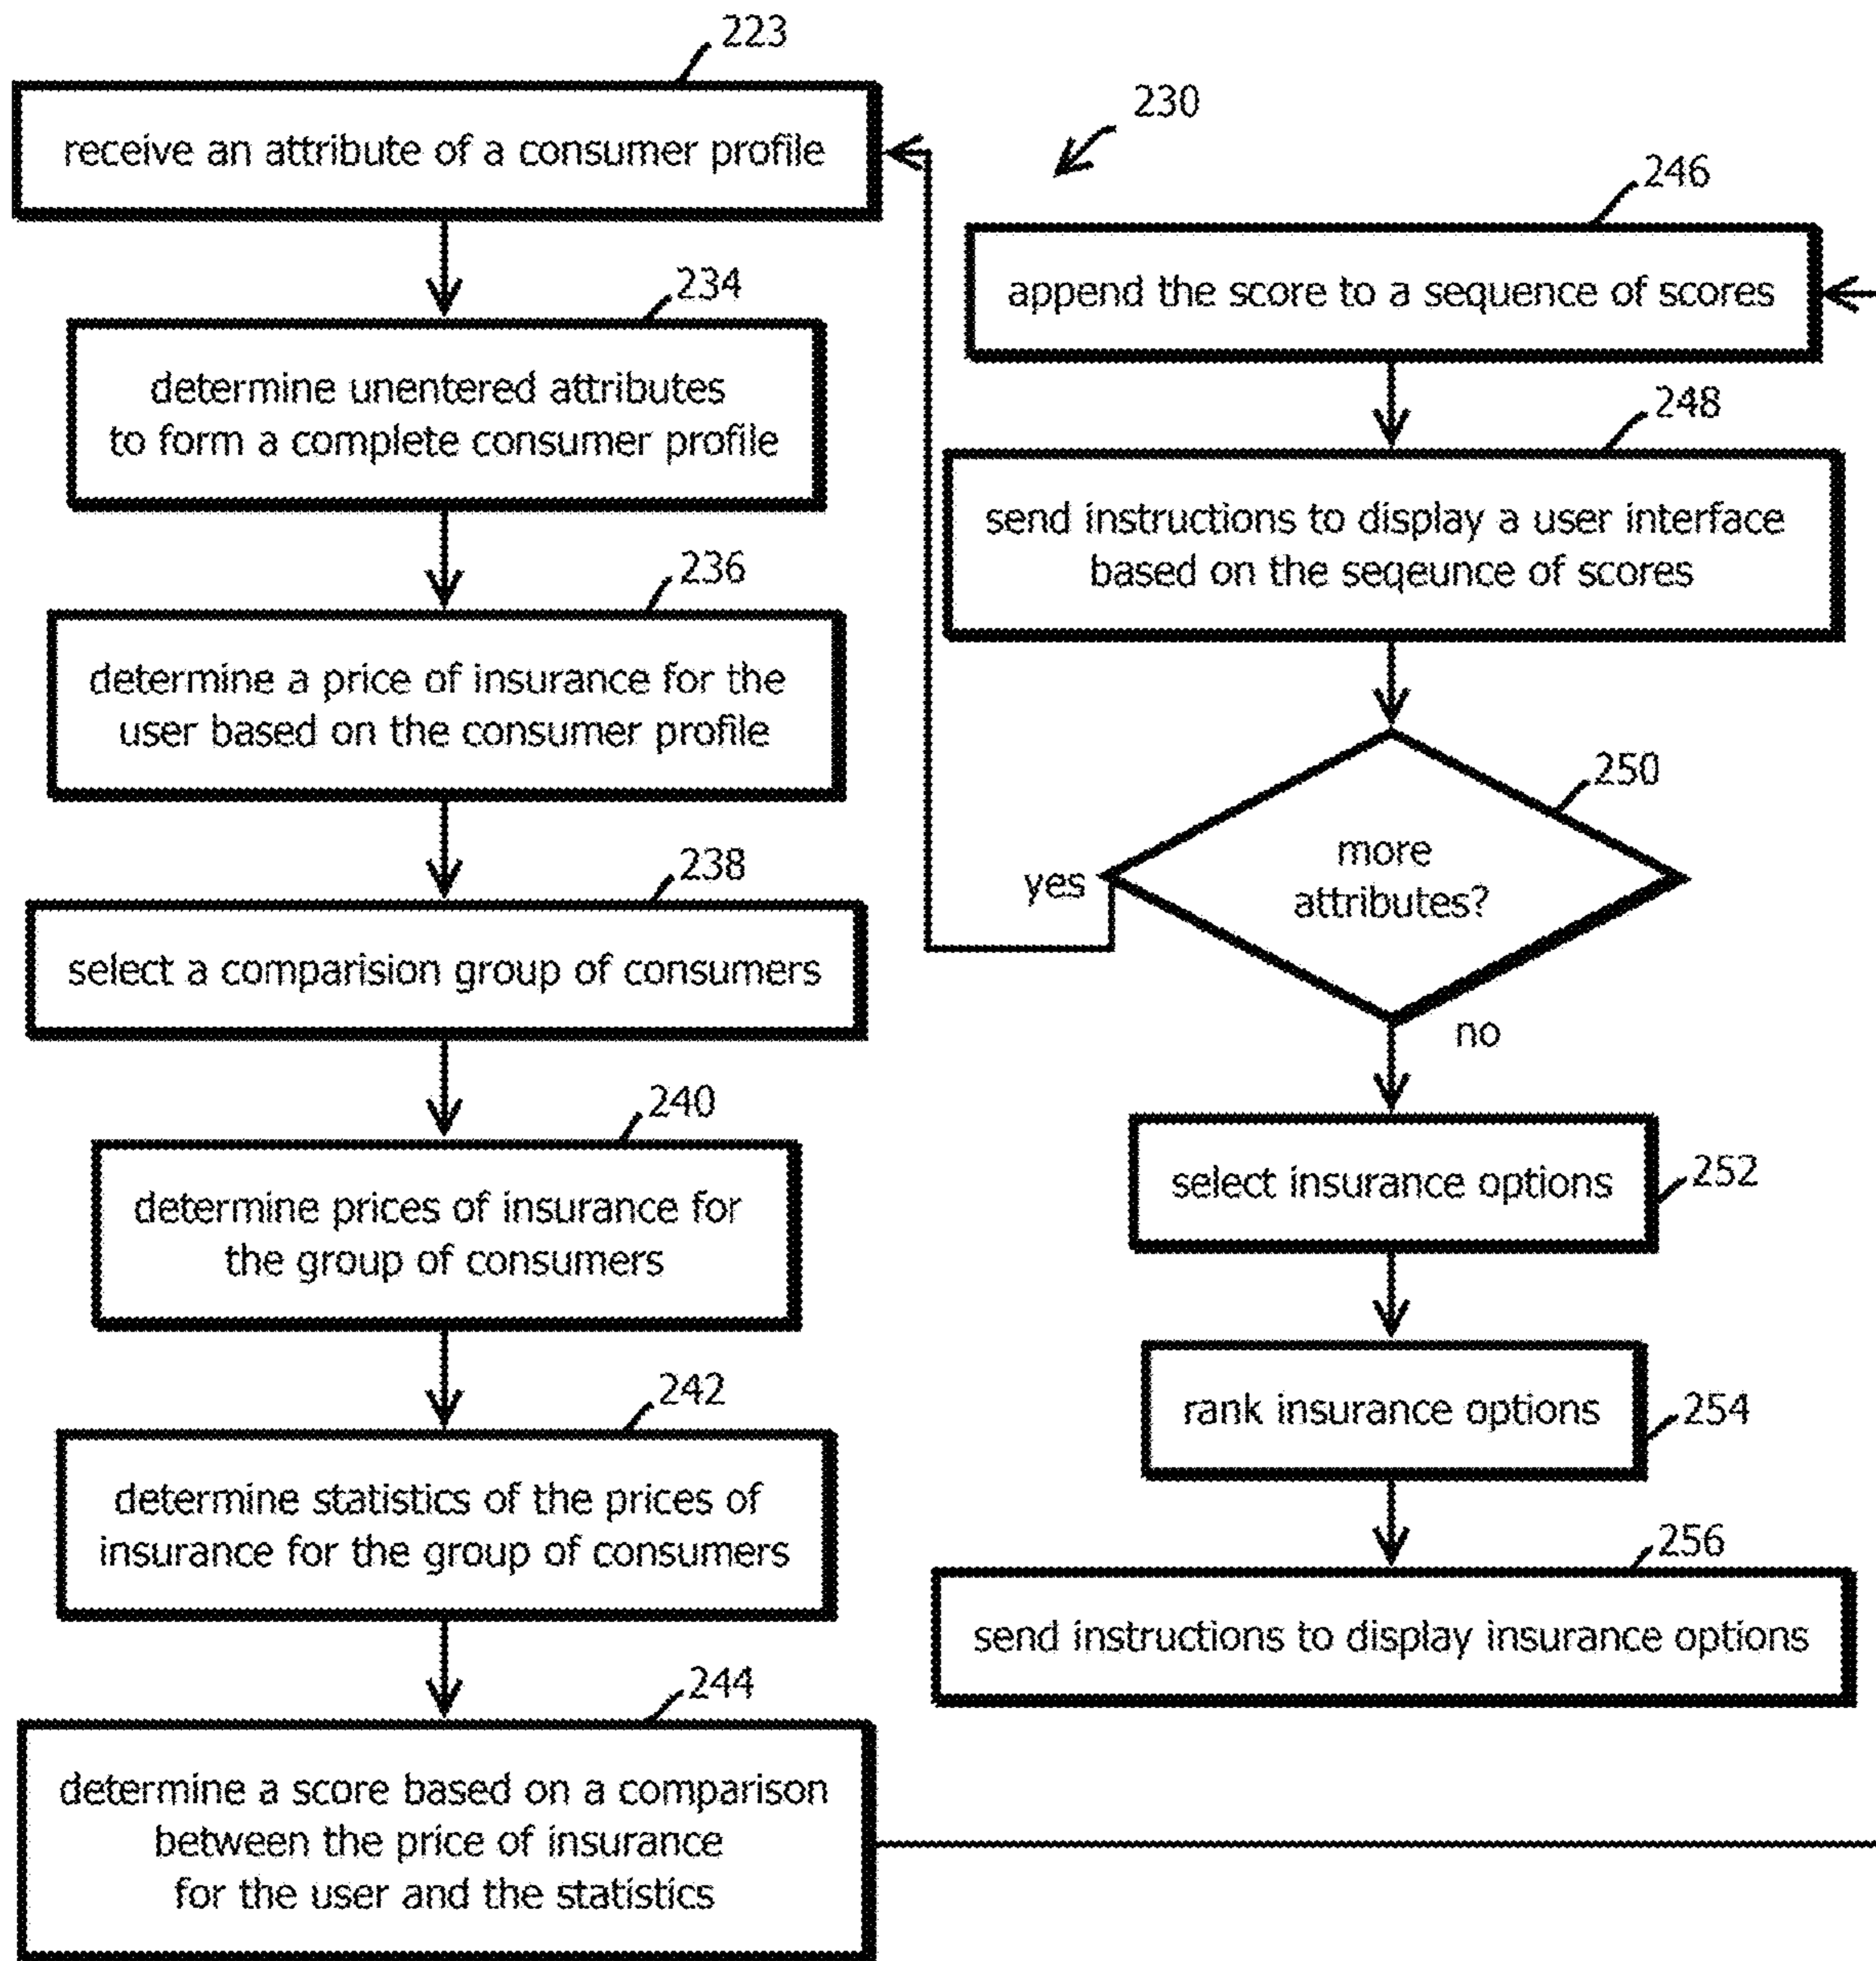 223
receive an attribute of a consumer profile
234
determine unentered attributes
to form a complete consumer profile
236
determine a price of insurance for the
user based on the consumer profile
238
select a comparision group of consumers
240
determine prices of insurance for
the group of consumers
242
determine statistics of the prices of
insurance for the group of consumers
244
determine a score based on a comparison
between the price of insurance
for the user and the statistics
230
246
append the score to a sequence of scores
248
send instructions to display a user interface
based on the seqeunce of scores
250
more
attributes?
yes
no
select insurance options
252
rank insurance options
254
256
send instructions to display insurance options